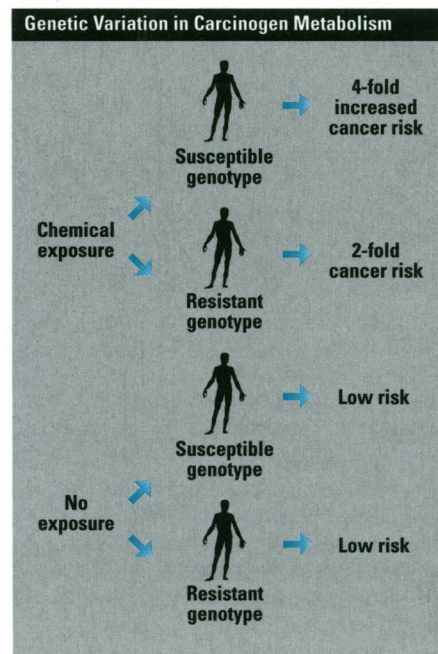 Genetic Variation in Carcinogen Metabolism
Susceptible
genotype
4-fold
increased
cancer risk
Chemical
exposure
Resistant
genotype
2-fold
cancer risk
Susceptible
genotype
Low risk
No
exposure
Resistant
genotype
Low risk